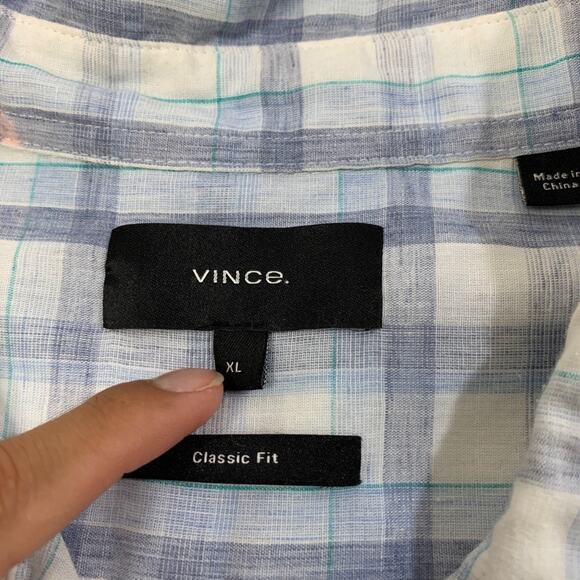 Made in
China
VINCe.
XL
Classic Fit